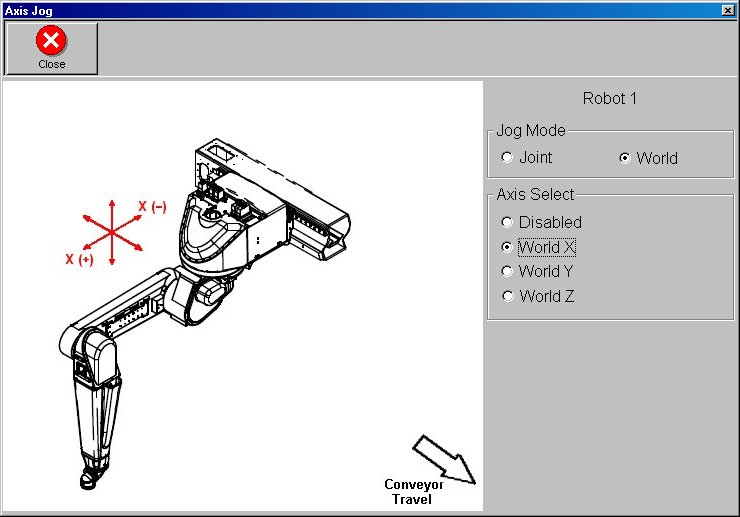 Axis Jog
Close
Robot 1
Jog Mode
Joint
World
Axis Select
Disabled
World X
World Y
World Z
X (−)
X (+)
Conveyor
Travel